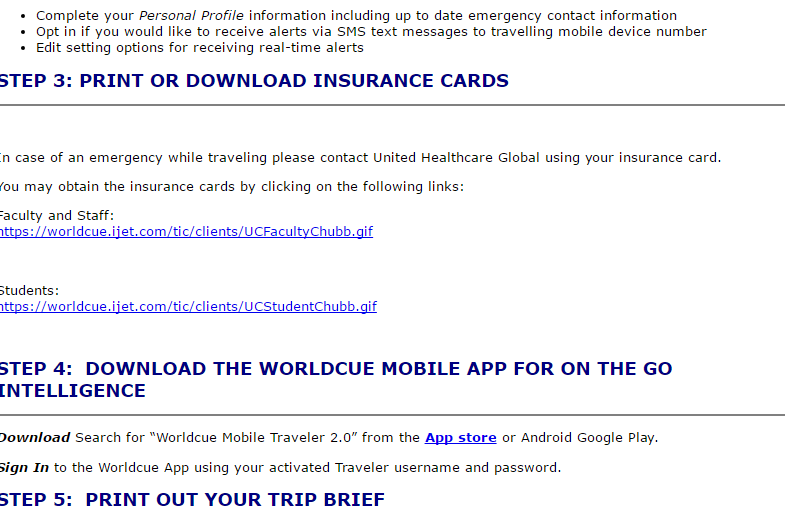 Complete your Personal Profile information including up to date emergency contact information
Opt in if you would like to receive alerts via SMS text messages to travelling mobile device number
Edit setting options for receiving real-time alerts
STEP 3: PRINT OR DOWNLOAD INSURANCE CARDS
In case of an emergency while traveling please contact United Healthcare Global using your insurance card.
You may obtain the insurance cards by clicking on the following links:
Faculty and Staff:
https://worldcue.ijet.com/tic/clients/UCFacultyChubb.gif
Students:
https://worldcue.ijet.com/tic/clients/UCStudentChubb.gif
STEP 4:  DOWNLOAD THE WORLDCUE MOBILE APP FOR ON THE GO
INTELLIGENCE
Download Search for “Worldcue Mobile Traveler 2.0” from the App store or Android Google Play.
Sign In to the Worldcue App using your activated Traveler username and password.
STEP 5:  PRINT OUT YOUR TRIP BRIEF